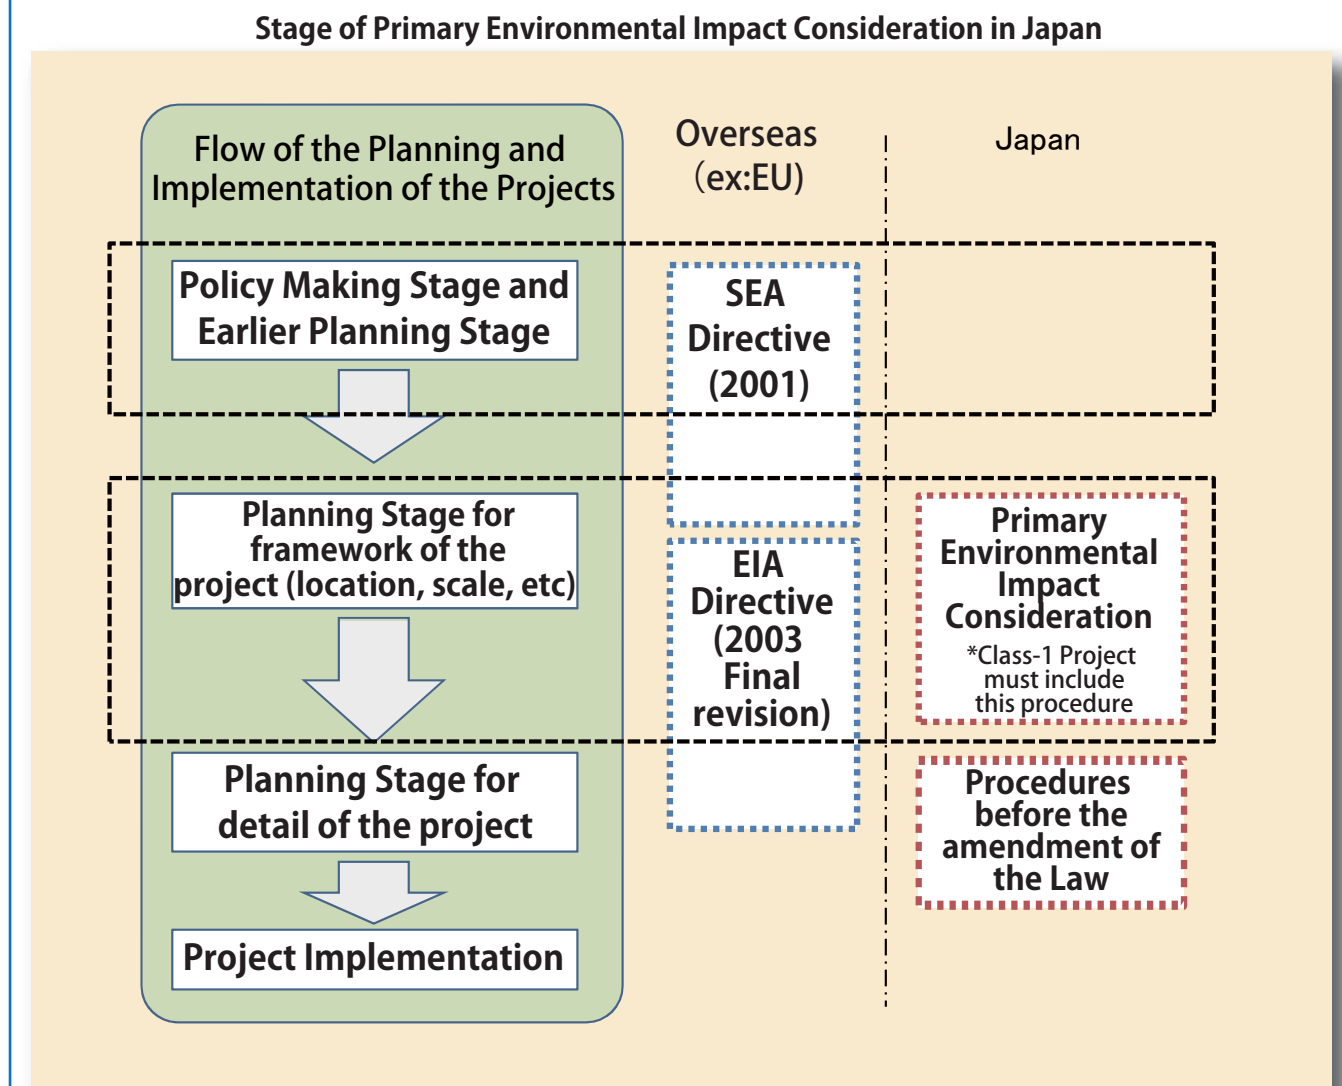 Stage of Primary Environmental Impact Consideration in Japan
Flow of the Planning and
Implementation of the Projects
Overseas
（ex:EU）
Japan
Policy Making Stage and
Earlier Planning Stage
SEA
Directive
(2001)
Planning Stage for
framework of the
project (location, scale, etc)
EIA
Directive
(2003
Final
revision)
Primary
Environmental
Impact
Consideration
*Class-1 Project
must include
this procedure
Planning Stage for
detail of the project
Procedures
before the
amendment of
the Law
Project Implementation